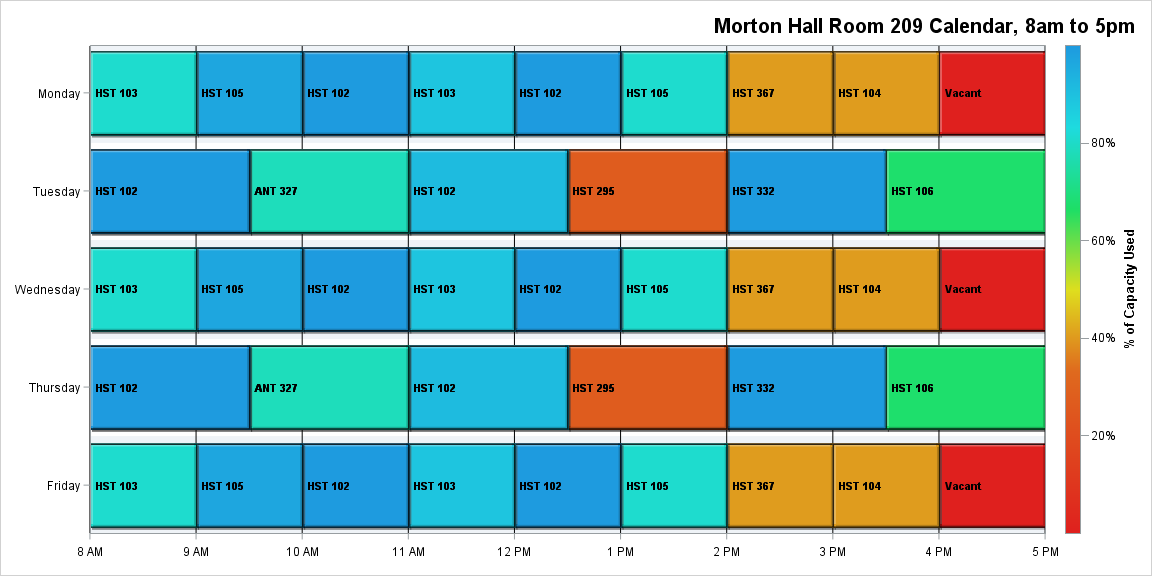 Morton Hall Room 209 Calendar, 8am to 5pm
Monday
HST 103
HST 105
HST 102
HST 103
HST 102
HST 105
HST 367
HST 104
Vacant
Tuesday
HST 102
ANT 327
HST 102
HST 295
HST 332
HST 106
Wednesday
HST 103
HST 105
HST 102
HST 103
HST 102
HST 105
HST 367
HST 104
Vacant
Thursday
HST 102
ANT 327
HST 102
HST 295
HST 332
HST 106
Friday
HST 103
HST 105
HST 102
HST 103
HST 102
HST 105
HST 367
HST 104
Vacant
8 AM
9 AM
10 AM
11 AM
12 PM
1 PM
2 PM
3 PM
4 PM
5 PM
80%
60%
40%
20%
% of Capacity Used